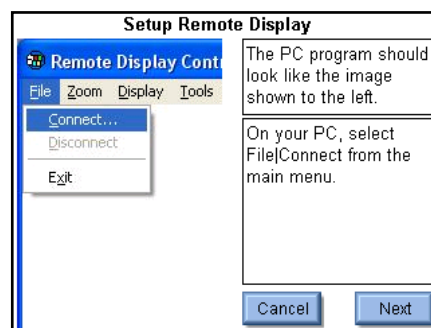 Setup Remote Display
Remote Display Contr
File Zoom Display Tools
Connect...
Disconnect
Exit
The PC program should
look like the image
shown to the left.
On your PC, select
File|Connect from the
main menu.
Cancel Next